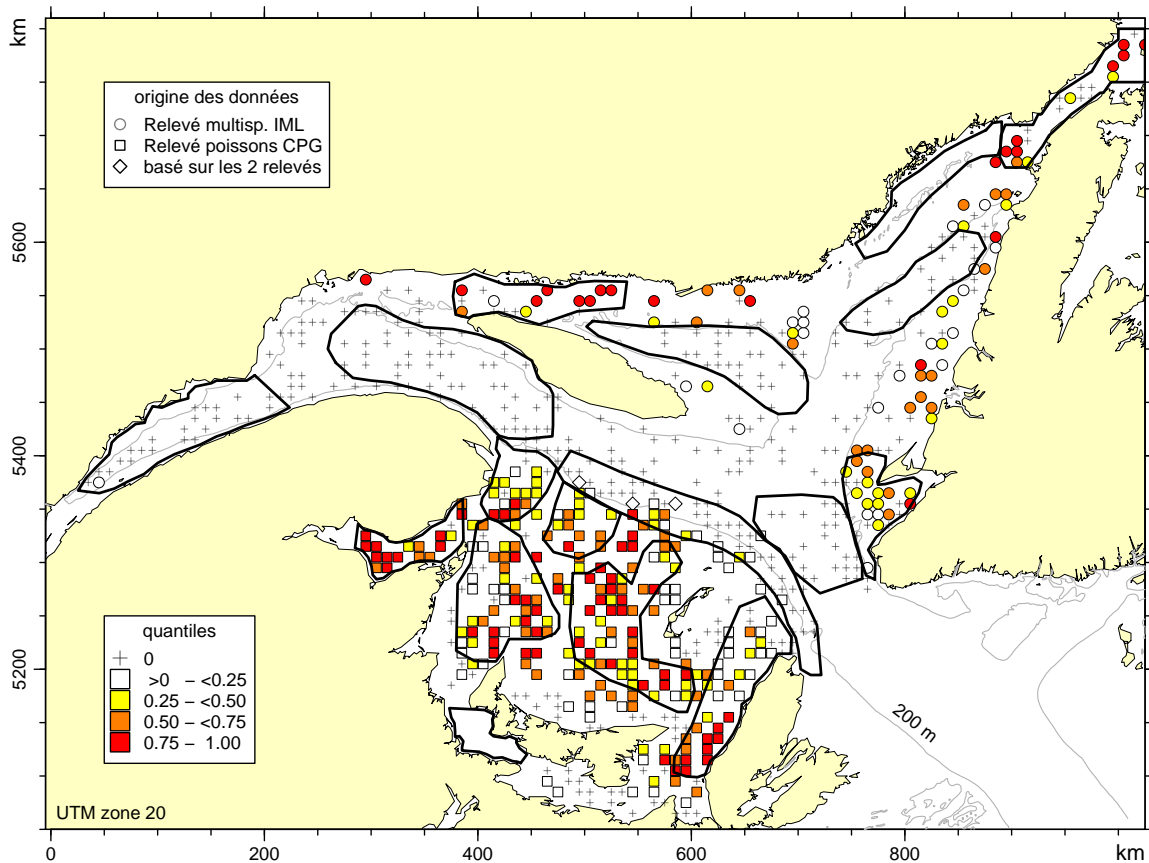 km
origine des données
Relevé multisp. IML
Relevé poissons CPG
basé sur les 2 relevés
5600
5400
5200
quantiles
0
>0 – <0.25
0.25 – <0.50
0.50 – <0.75
0.75 – 1.00
200 m
UTM zone 20
0 200 400 600 800 km